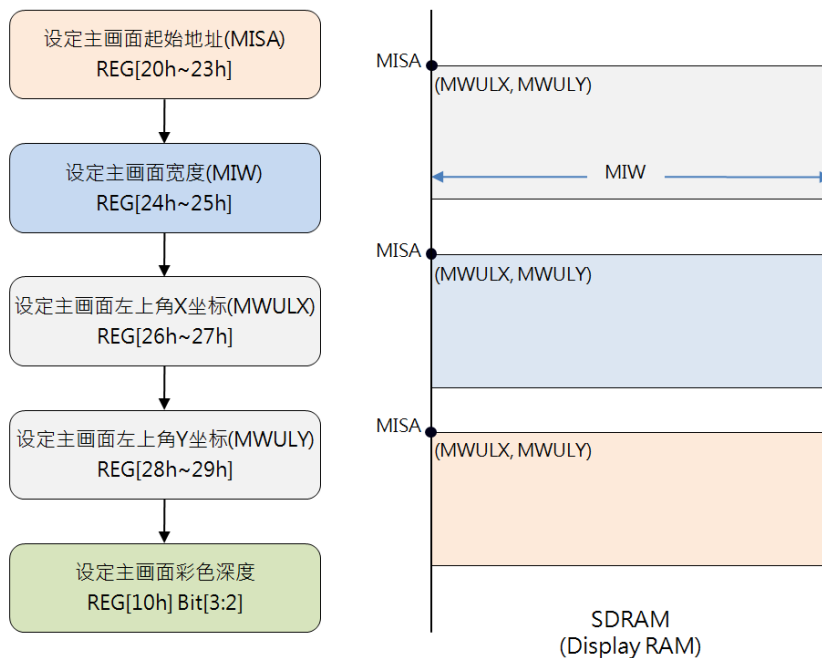 设定主画面起始地址(MISA)
REG[20h~23h]
设定主画面宽度(MIW)
REG[24h~25h]
设定主画面左上角X坐标(MWULX)
REG[26h~27h]
设定主画面左上角Y坐标(MWULY)
REG[28h~29h]
设定主画面彩色深度
REG[10h] Bit[3:2]
MISA
(MWULX, MWULY)
MIW
MISA
(MWULX, MWULY)
MISA
(MWULX, MWULY)
SDRAM
(Display RAM)